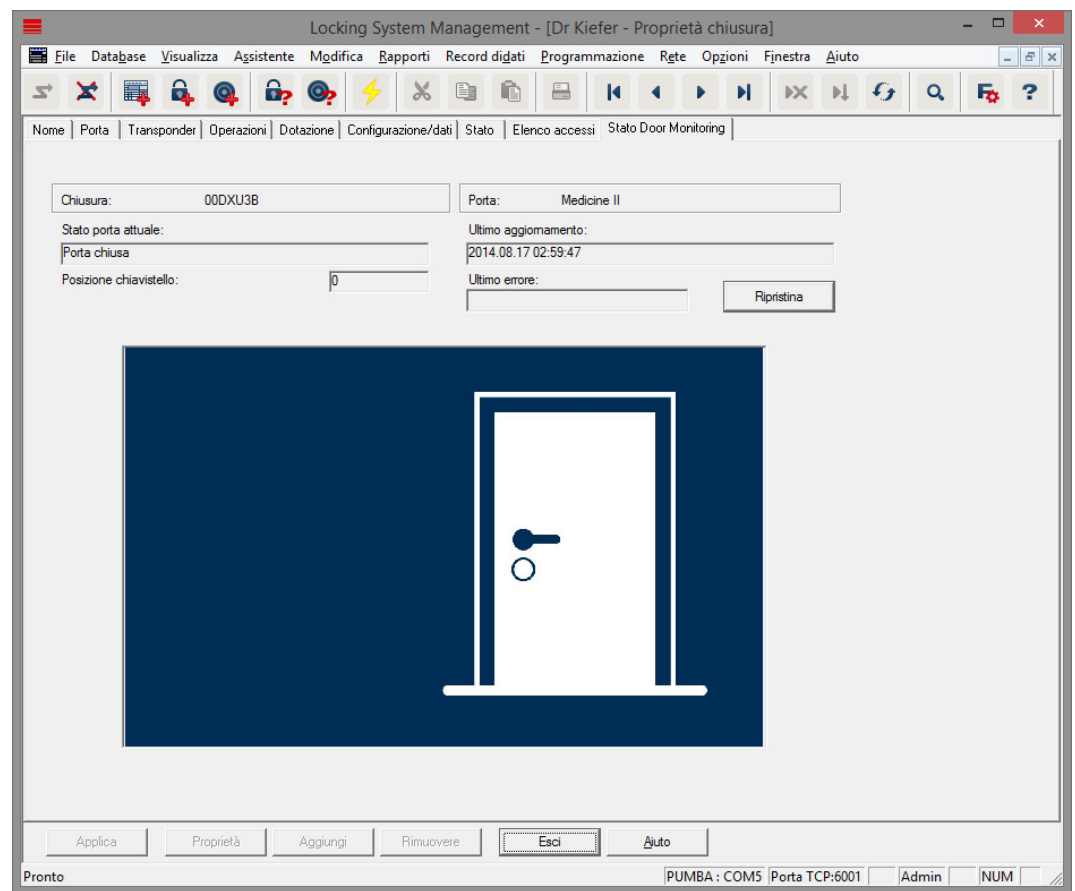 Locking System Management - [Dr Kiefer - Proprietà chiusura]
File Database Visualizza Assistente Modifica Rapporti Record didati Programmazione Rete Opzioni Finestra Aiuto
Nome Porta Transponder Operazioni Dotazione Configurazione/dati Stato Elenco accessi Stato Door Monitoring
Chiusura: 00DXU3B Porta: Medicine II
Stato porta attuale: Ultimo aggiornamento:
Porta chiusa 2014.08.17 02:59:47
Posizione chiavistello: 0 Ultimo errore:
Ripristina
Applica Proprietà Aggiungi Rimuovere Esci Ajuto
Pronto PUMBA : COM5 Porta TCP:6001 Admin NUM